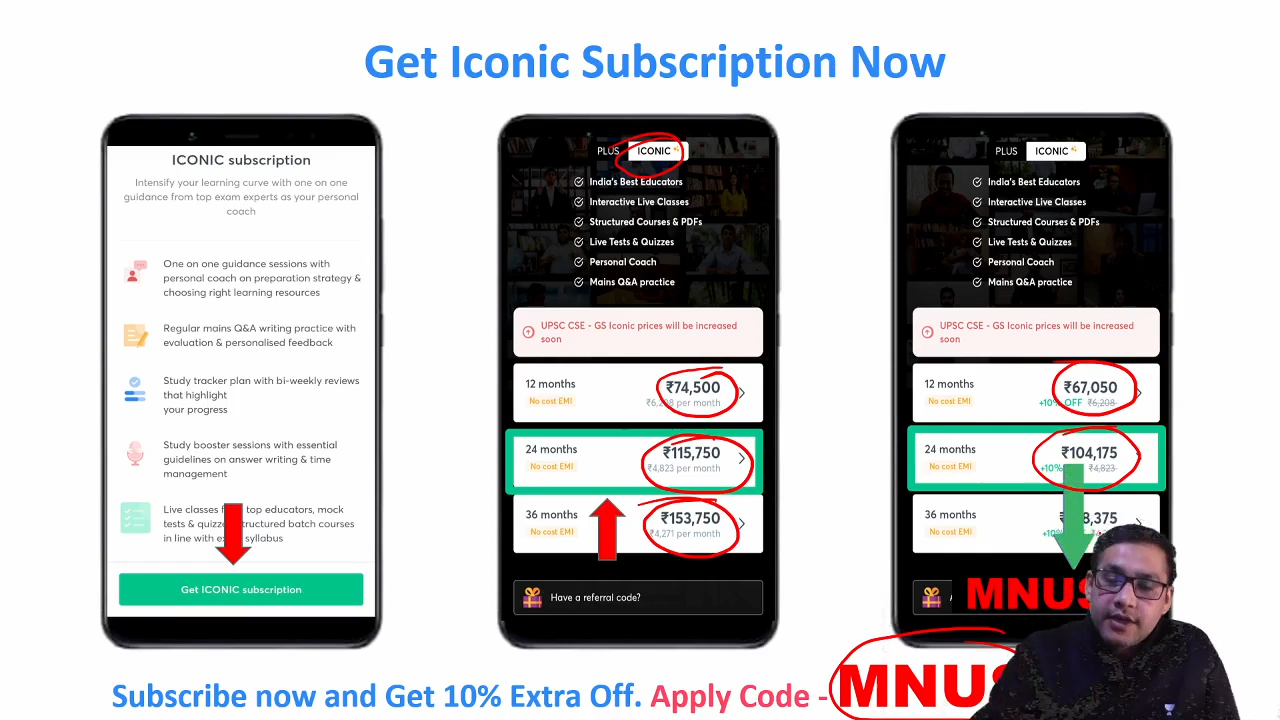 Get Iconic Subscription Now
ICONIC subscription
Intensify your learning curve with one on one
guidance from top exam experts as your personal
coach
One on one guidance sessions with
personal coach on preparation strategy &
choosing right learning resources
Regular mains Q&A writing practice with
evaluation & personalised feedback
Study tracker plan with bi-weekly reviews
that highlight
your progress
Study booster sessions with essential
guidelines on answer writing & time
management
Live classes top educators, mock
tests & structured batch courses
in line with syllabus
Get ICONIC subscription
PLUS ICONIC
India's Best Educators
Interactive Live Classes
Structured Courses & PDFs
Live Tests & Quizzes
Personal Coach
Mains Q&A practice
UPSC CSE - GS Iconic prices will be increased
soon
12 months ₹74,500
No cost EMI per month
24 months ₹115,750
No cost EMI ₹4,823 per month
36 months ₹153,750
No cost EMI ₹4,271 per month
Have a referral code?
PLUS ICONIC
India's Best Educators
Interactive Live Classes
Structured Courses & PDFs
Live Tests & Quizzes
Personal Coach
Mains Q&A practice
UPSC CSE - GS Iconic prices will be increased
soon
12 months ₹67,050
No cost EMI +10% OFF ₹6,208
24 months ₹104,175
No cost EMI +10% ₹4,823
36 months 8,375
No cost EMI +10%
MNUS
Subscribe now and Get 10% Extra Off. Apply Code - MNUS